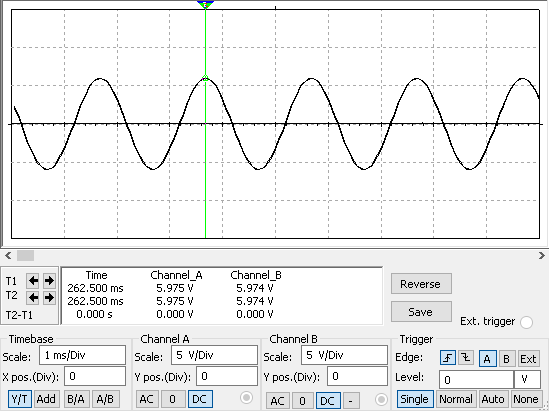 Time Channel_A Channel_B
T1 262.500 ms 5.975 V 5.974 V
T2 262.500 ms 5.975 V 5.974 V
T2-T1 0.000 s 0.000 V 0.000 V
Reverse
Save
Ext. trigger
Timebase
Scale: 1 ms/Div
X pos.(Div): 0
Y/T Add B/A A/B
Channel A
Scale: 5 V/Div
Y pos.(Div): 0
AC 0 DC
Channel B
Scale: 5 V/Div
Y pos.(Div): 0
AC 0 DC -
Trigger
Edge: A B Ext
Level: 0 V
Single Normal Auto None